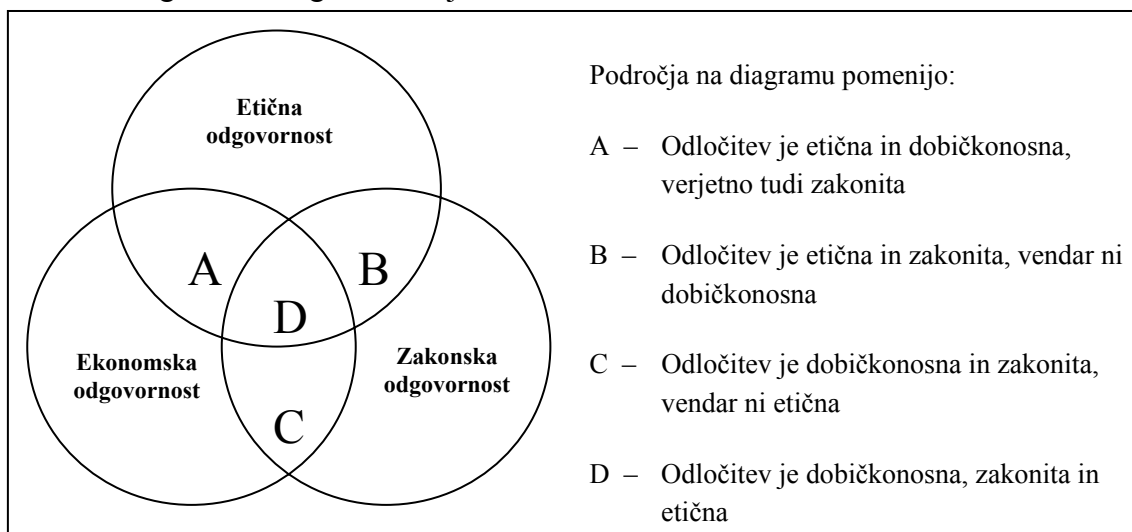 Etična
odgovornost
A
B
D
Ekonomska
odgovornost
Zakonska
odgovornost
C
Področja na diagramu pomenijo:
A – Odločitev je etična in dobičkonosna,
verjetno tudi zakonita
B – Odločitev je etična in zakonita, vendar ni
dobičkonosna
C – Odločitev je dobičkonosna in zakonita,
vendar ni etična
D – Odločitev je dobičkonosna, zakonita in
etična